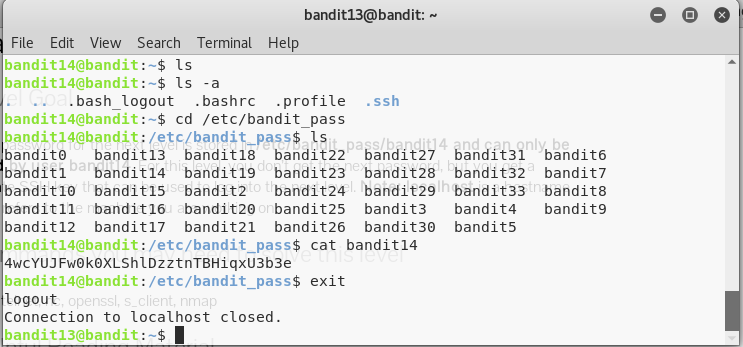 bandit13@bandit: ~
File Edit View Search Terminal Help
bandit14@bandit:~$ ls
bandit14@bandit:~$ ls -a
. .. .bash_logout .bashrc .profile .ssh
bandit14@bandit:~$ cd /etc/bandit_pass
bandit14@bandit:/etc/bandit_pass$ ls
bandit0 bandit13 bandit18 bandit22 bandit27 bandit31 bandit6
bandit1 bandit14 bandit19 bandit23 bandit28 bandit32 bandit7
bandit10 bandit15 bandit2 bandit24 bandit29 bandit33 bandit8
bandit11 bandit16 bandit20 bandit25 bandit3 bandit4 bandit9
bandit12 bandit17 bandit21 bandit26 bandit30 bandit5
bandit14@bandit:/etc/bandit_pass$ cat bandit14
4wcYUJFw0k0XLShlDzztnTBHiqxU3b3e
bandit14@bandit:/etc/bandit_pass$ exit
logout
Connection to localhost closed.
bandit13@bandit:~$